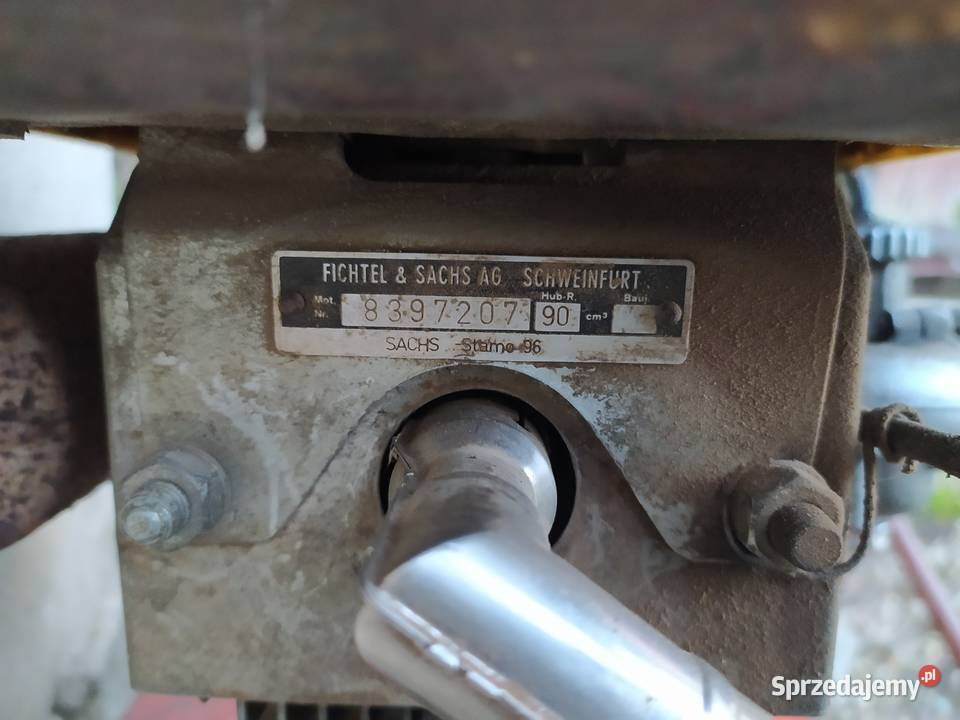 FICHTEL & SACHS AG SCHWEINFURT
Mot. Nr. 8397207 Hub-R. 90 cm³ Bauj
SACHS Stamo 96
Sprzedajemy.pl